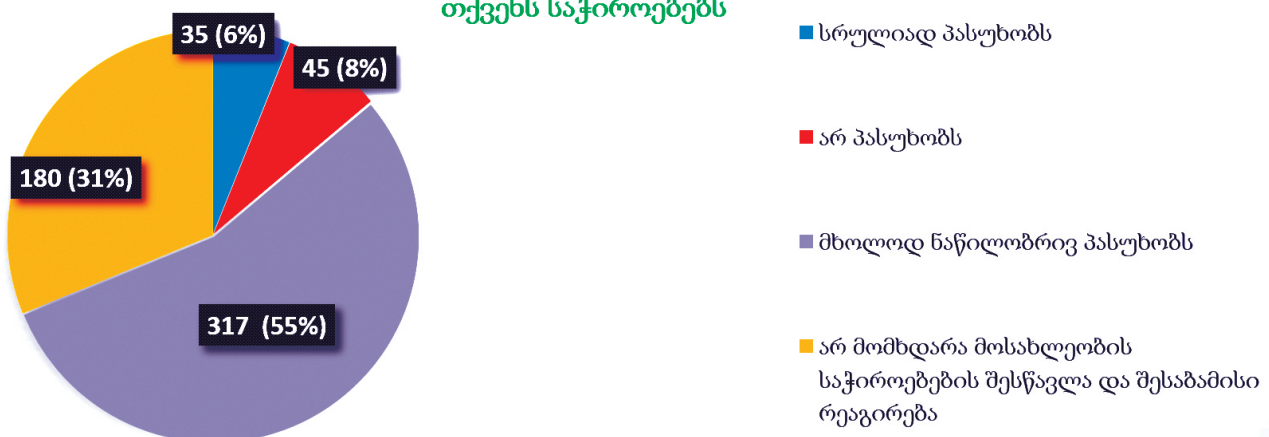 თქვენს საჭიროებებს
35 (6%)
45 (8%)
180 (31%)
317 (55%)
სრულიად პასუხობს
არ პასუხობს
მხოლოდ ნაწილობრივ პასუხობს
არ მომხდარა მოსახლეობის
საჭიროებების შესწავლა და შესაბამისი
რეაგირება